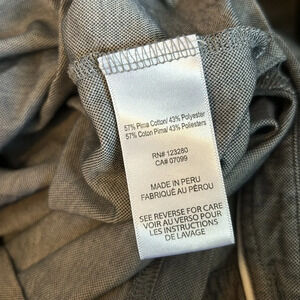 57% Pima Cotton/ 43% Polyester
57% Coton Pima/ 43% Poliesters
RN# 123280
CA# 07099
MADE IN PERU
FABRIQUÉ AU PÉROU
SEE REVERSE FOR CARE
VOIR AU VERSO POUR
LES INSTRUCTIONS
DE LAVAGE